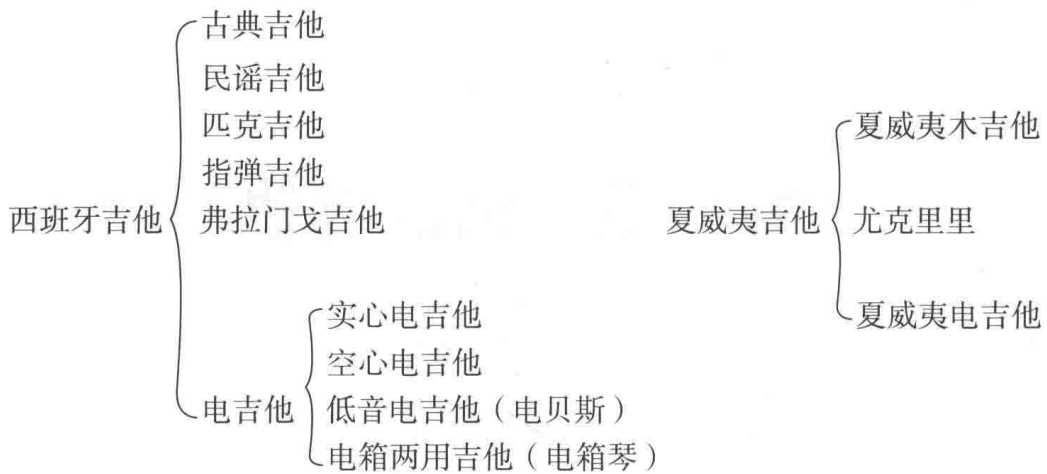 古典吉他
民谣吉他
匹克吉他
指弹吉他
西班牙吉他
弗拉门戈吉他
电吉他
实心电吉他
空心电吉他
低音电吉他（电贝斯）
电箱两用吉他（电箱琴）
夏威夷吉他
夏威夷木吉他
尤克里里
夏威夷电吉他